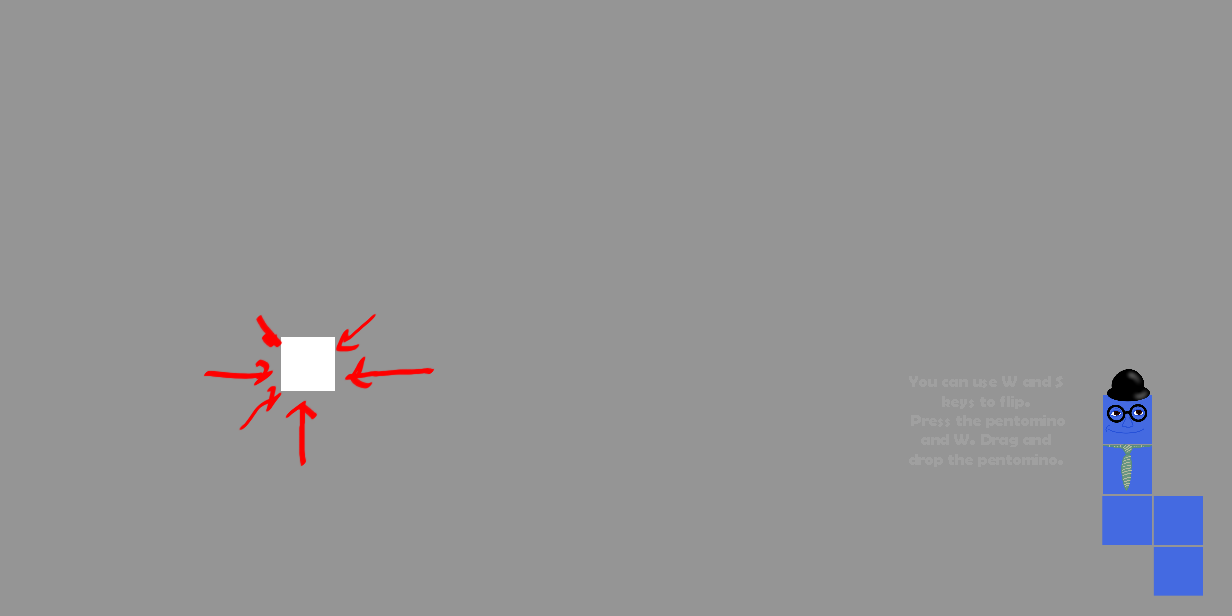 You can use W and S
keys to flip.
Press the pentomino
and W. Drag and
drop the pentomino.